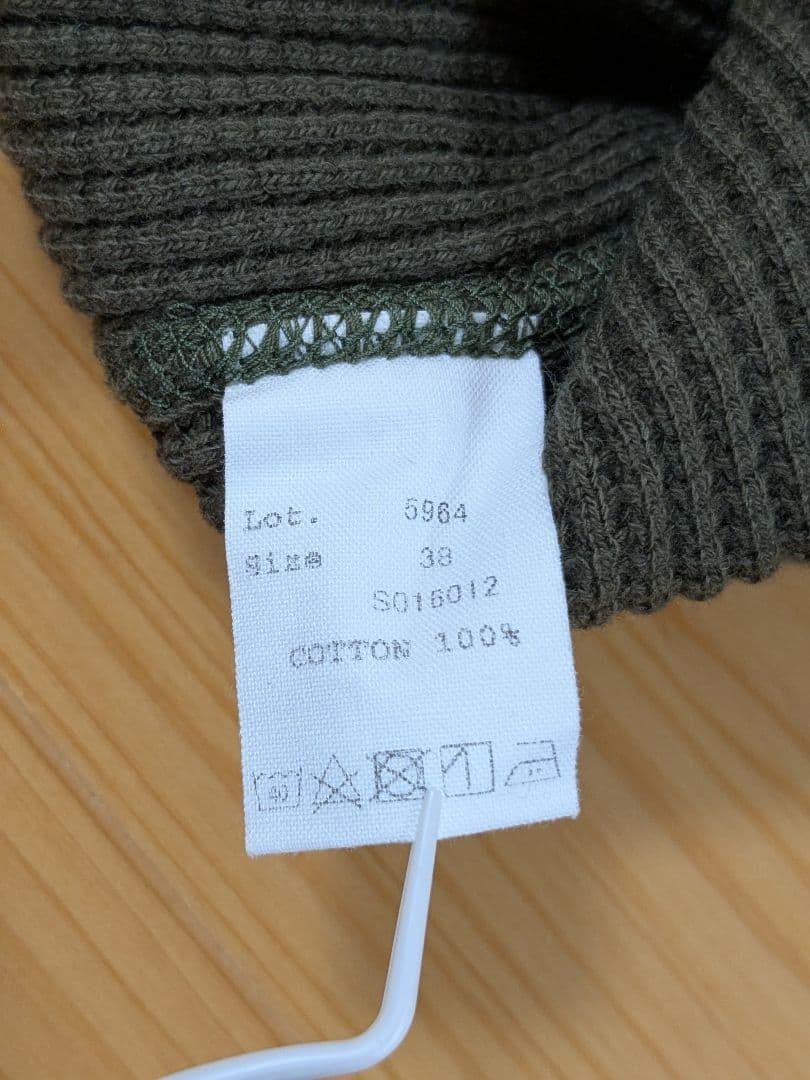 Lot. 5964
Size 38
S016012
COTTON 100%